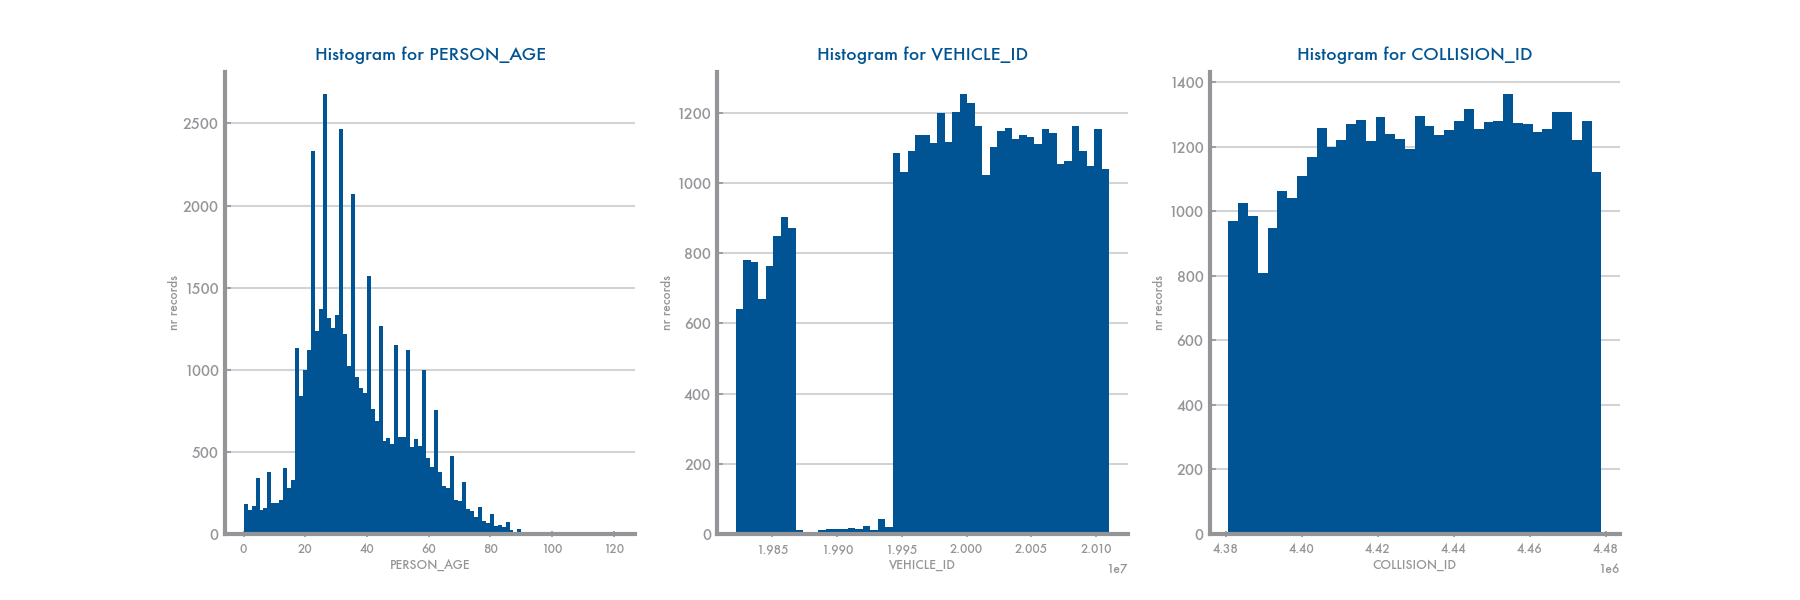 Histogram for PERSON_AGE
nr records
2500
2000
1500
1000
500
0
0 20 40 60 80 100 120
PERSON_AGE
Histogram for VEHICLE_ID
nr records
1200
1000
800
600
400
200
0
1.985 1.990 1.995 2.000 2.005 2.010
VEHICLE_ID
1e7
Histogram for COLLISION_ID
nr records
1400
1200
1000
800
600
400
200
0
4.38 4.40 4.42 4.44 4.46 4.48
COLLISION_ID
1e6